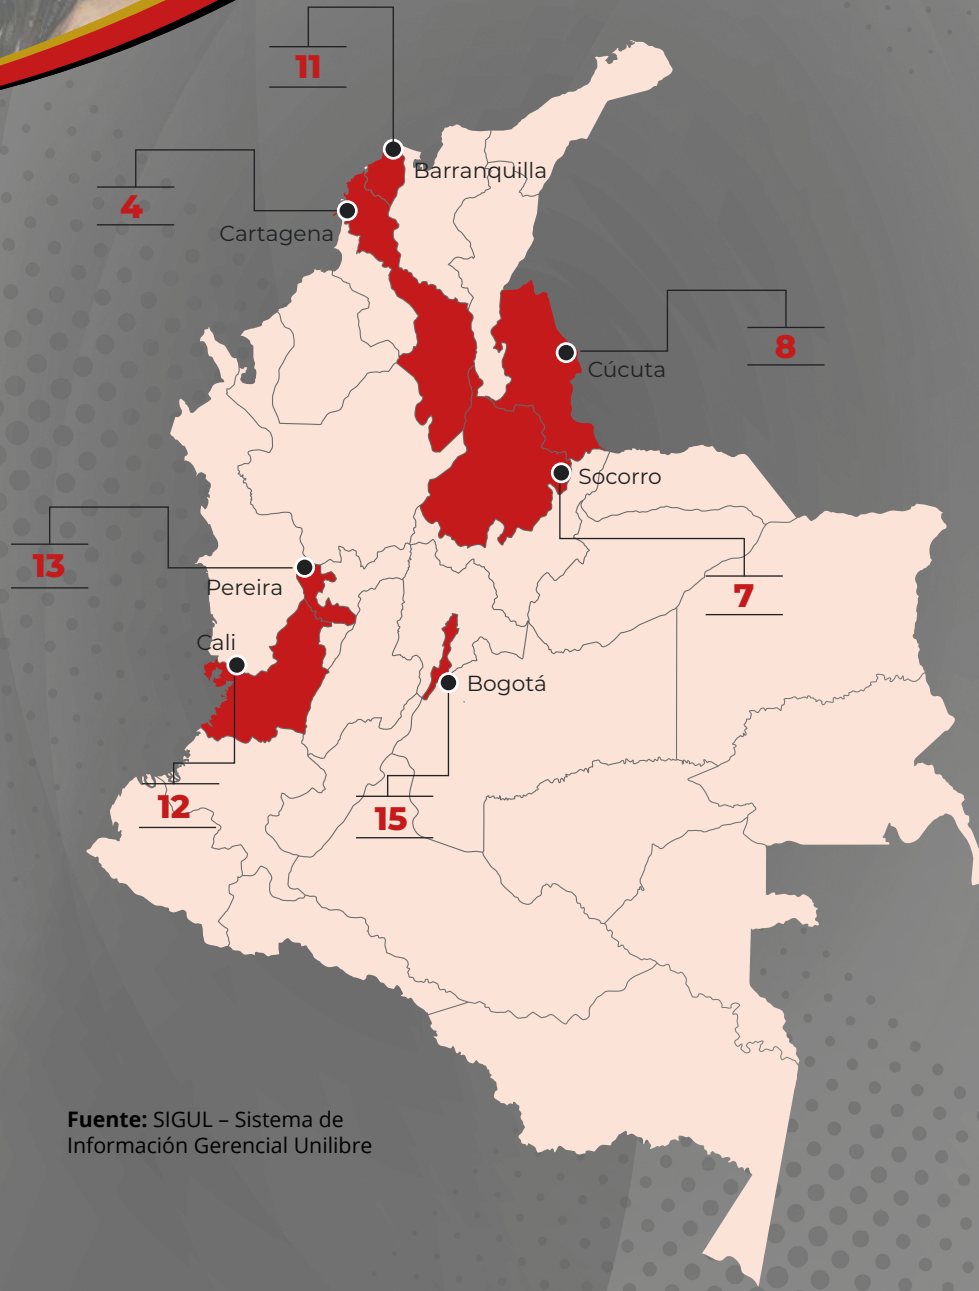 11
Barranquilla
4
Cartagena
8
Cúcuta
Socorro
13
Pereira
7
Cali
Bogotá
12
15
Fuente: SIGUL – Sistema de
Información Gerencial Unilibre